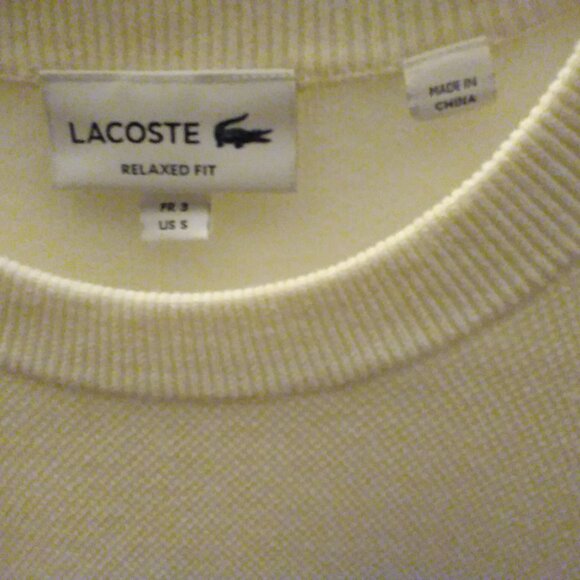 LACOSTE
RELAXED FIT
FR 3
US S
MADE IN
CHINA